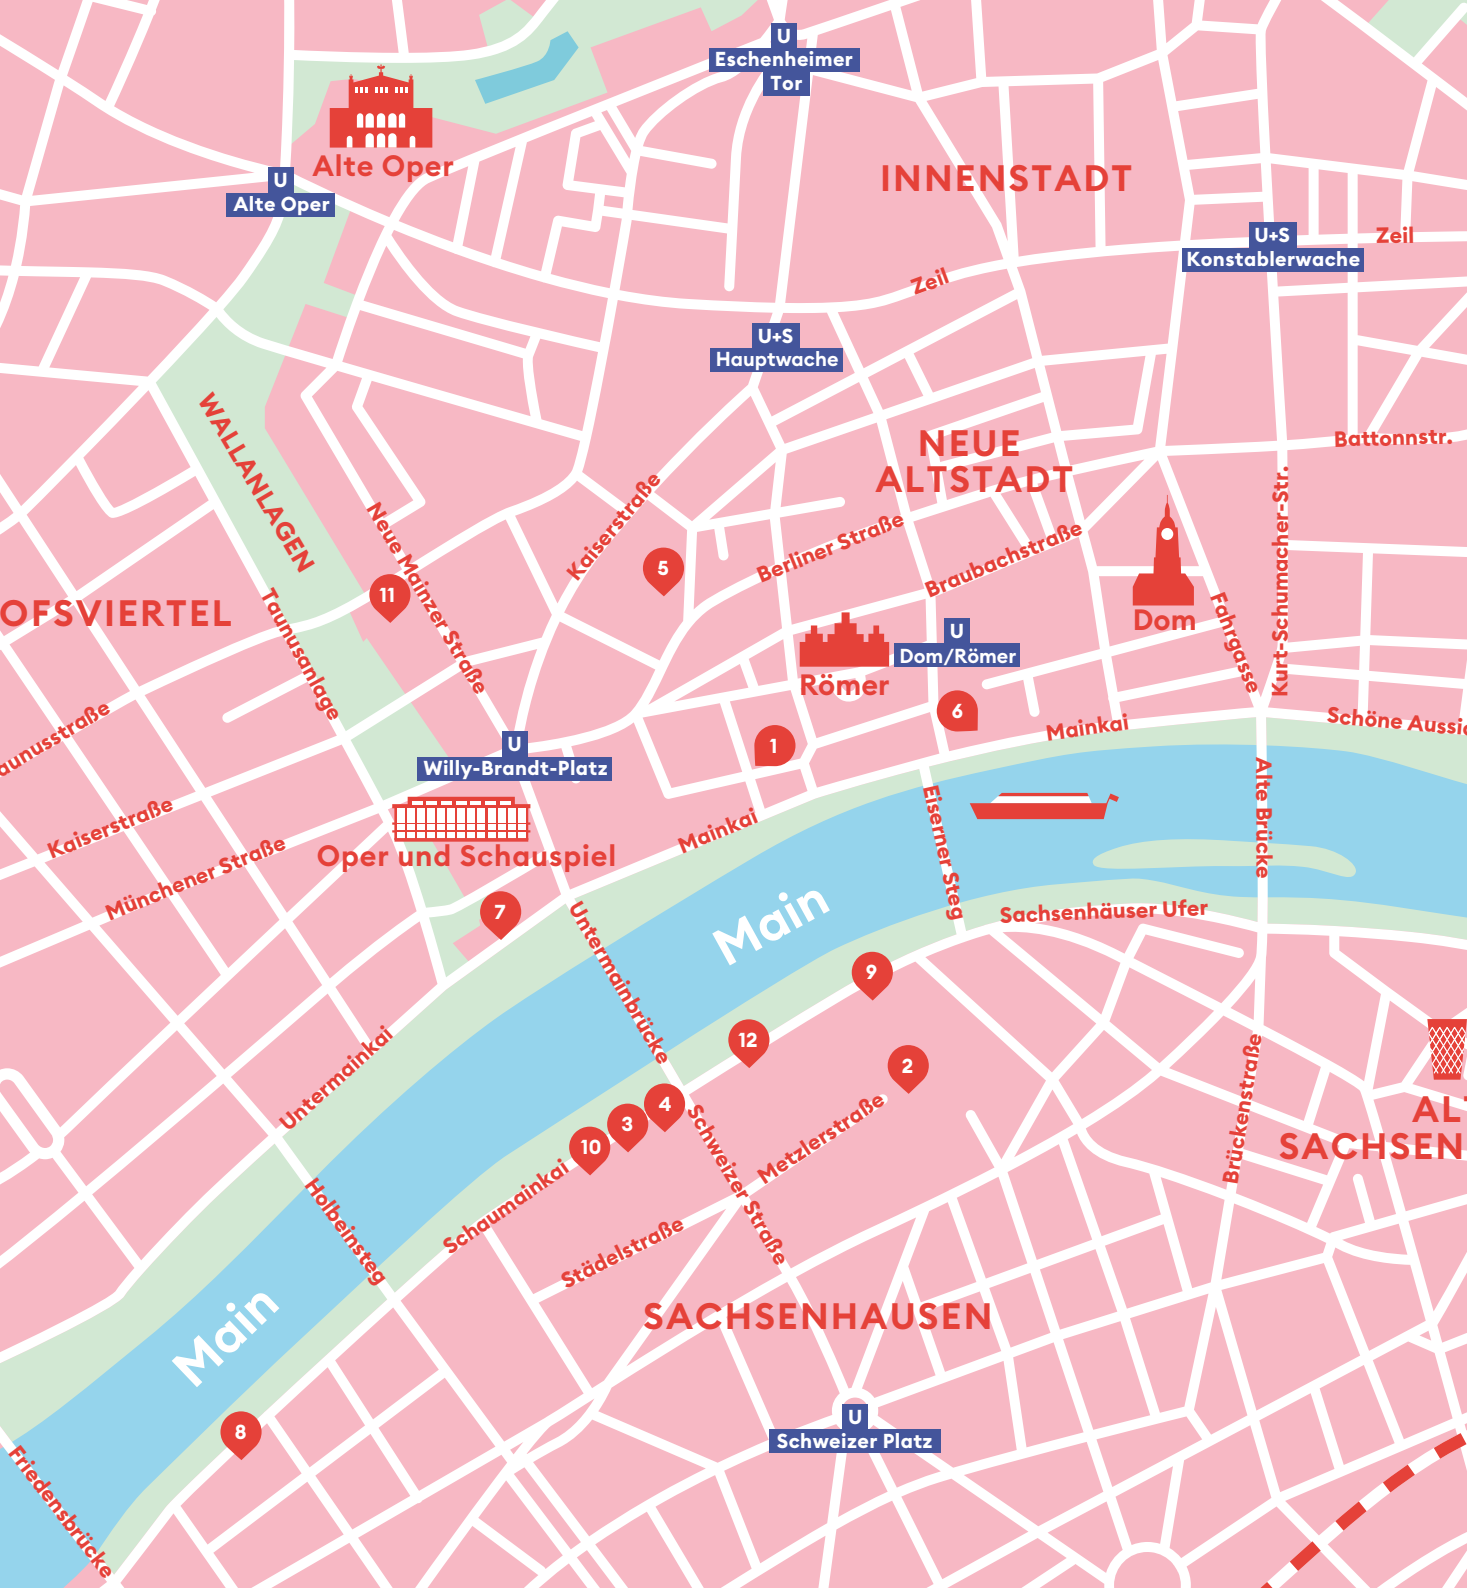 U
Eschenheimer
Tor
Alte Oper
U
Alte Oper
INNENSTADT
U+S
Konstablerwache
Zeil
Zeil
U+S
Hauptwache
WALLANLAGEN
NEUE
ALTSTADT
Battonnstr.
Kaiserstraße
Neue Mainzer Straße
Berliner Straße
Braubachstraße
Kurt-Schumacher-Str.
5
11
OFSVIERTEL
Taunusanlage
Dom
Fahrgasse
U
Dom/Römer
Römer
6
1
Mainkai
Schöne Aussic
aunusstraße
U
Willy-Brandt-Platz
Kaiserstraße
Münchener Straße
Oper und Schauspiel
Mainkai
Eiserner Steg
Alte Brücke
7
Main
Sachsenhäuser Ufer
Untermainbrücke
9
12
2
Untermainkai
4
3
10
Metzlerstraße
Schweizer Straße
Brückenstraße
AL
SACHSEN
Schaumainkai
Holbeinsteg
Städelstraße
Main
SACHSENHAUSEN
U
Schweizer Platz
8
Friedensbrücke